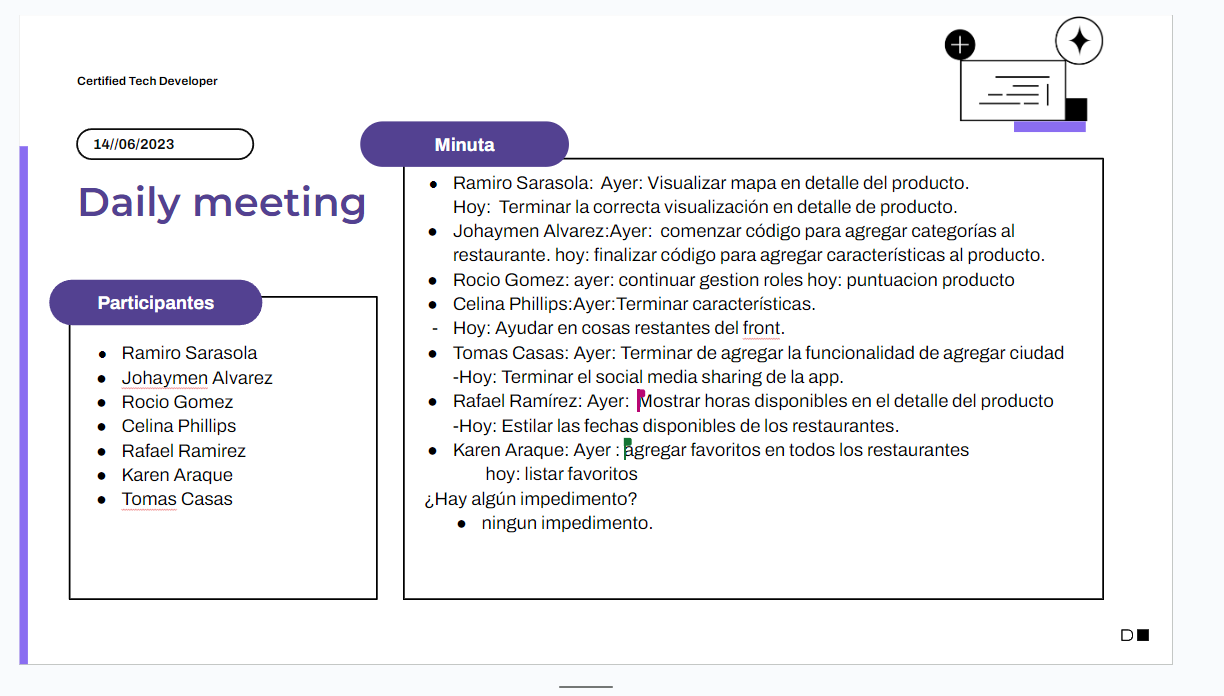 Certified Tech Developer
14//06/2023
Daily meeting
Participantes
● Ramiro Sarasola
● Johaymen Alvarez
● Rocio Gomez
● Celina Phillips
● Rafael Ramirez
● Karen Araque
● Tomas Casas
Minuta
● Ramiro Sarasola: Ayer: Visualizar mapa en detalle del producto.
Hoy: Terminar la correcta visualización en detalle de producto.
● Johaymen Alvarez:Ayer: comenzar código para agregar categorías al
restaurante. hoy: finalizar código para agregar características al producto.
● Rocio Gomez: ayer: continuar gestion roles hoy: puntuacion producto
● Celina Phillips:Ayer:Terminar características.
- Hoy: Ayudar en cosas restantes del front.
● Tomas Casas: Ayer: Terminar de agregar la funcionalidad de agregar ciudad
-Hoy: Terminar el social media sharing de la app.
● Rafael Ramírez: Ayer: Mostrar horas disponibles en el detalle del producto
-Hoy: Estilar las fechas disponibles de los restaurantes.
● Karen Araque: Ayer : agregar favoritos en todos los restaurantes
hoy: listar favoritos
¿Hay algún impedimento?
● ningun impedimento.